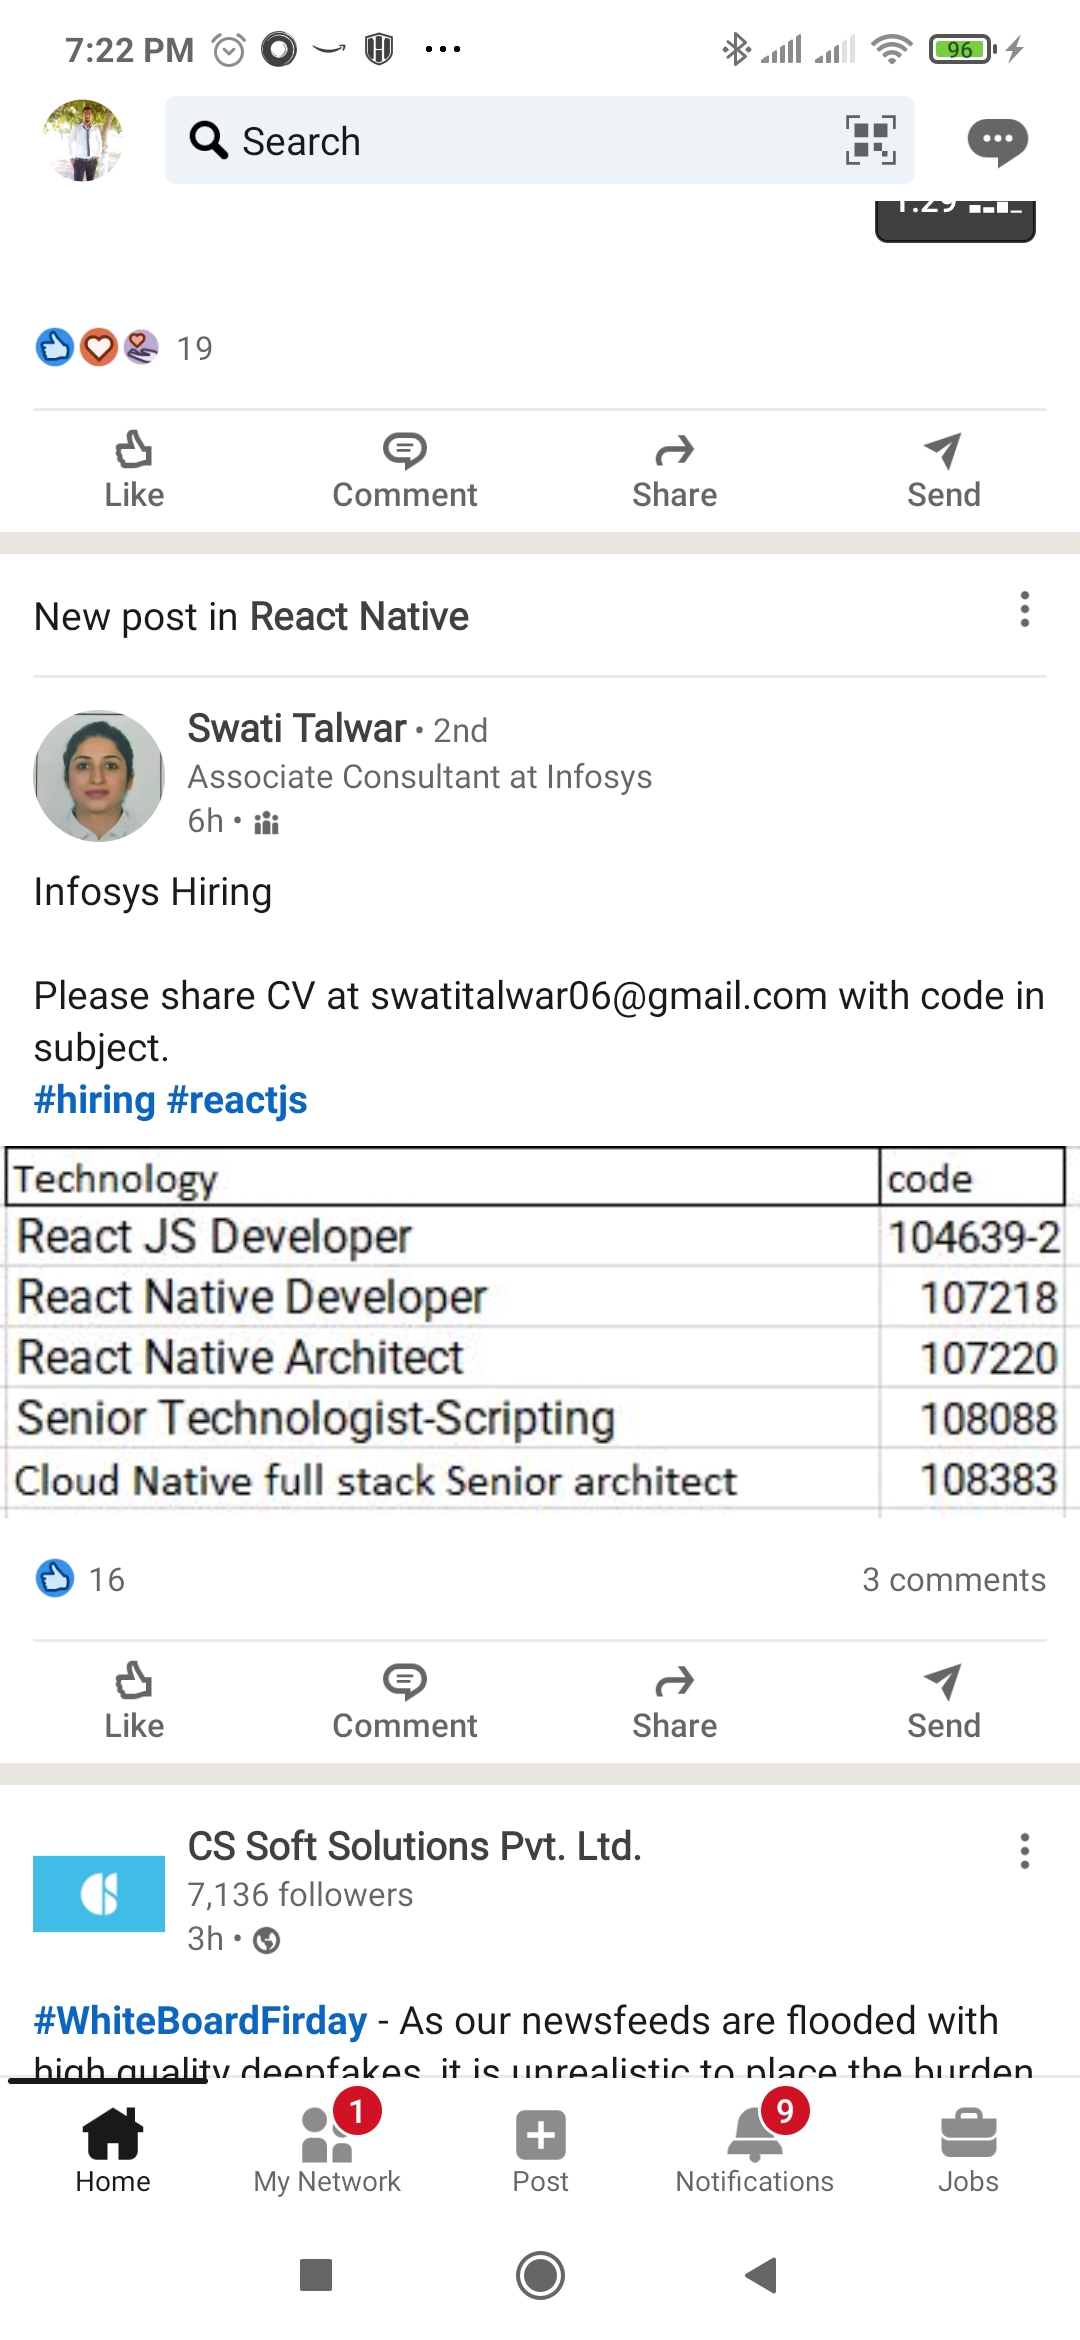 7:22 PM
96
Search
1:29
19
Like Comment Share Send
New post in React Native
Swati Talwar • 2nd
Associate Consultant at Infosys
6h •
Infosys Hiring
Please share CV at swatitalwar06@gmail.com with code in
subject.
#hiring #reactjs
Technology code
React JS Developer 104639-2
React Native Developer 107218
React Native Architect 107220
Senior Technologist-Scripting 108088
Cloud Native full stack Senior architect 108383
16 3 comments
Like Comment Share Send
CS Soft Solutions Pvt. Ltd.
7,136 followers
3h •
#WhiteBoardFirday - As our newsfeeds are flooded with
high quality deepfakes, it is unrealistic to place the burden
1 9
Home My Network Post Notifications Jobs